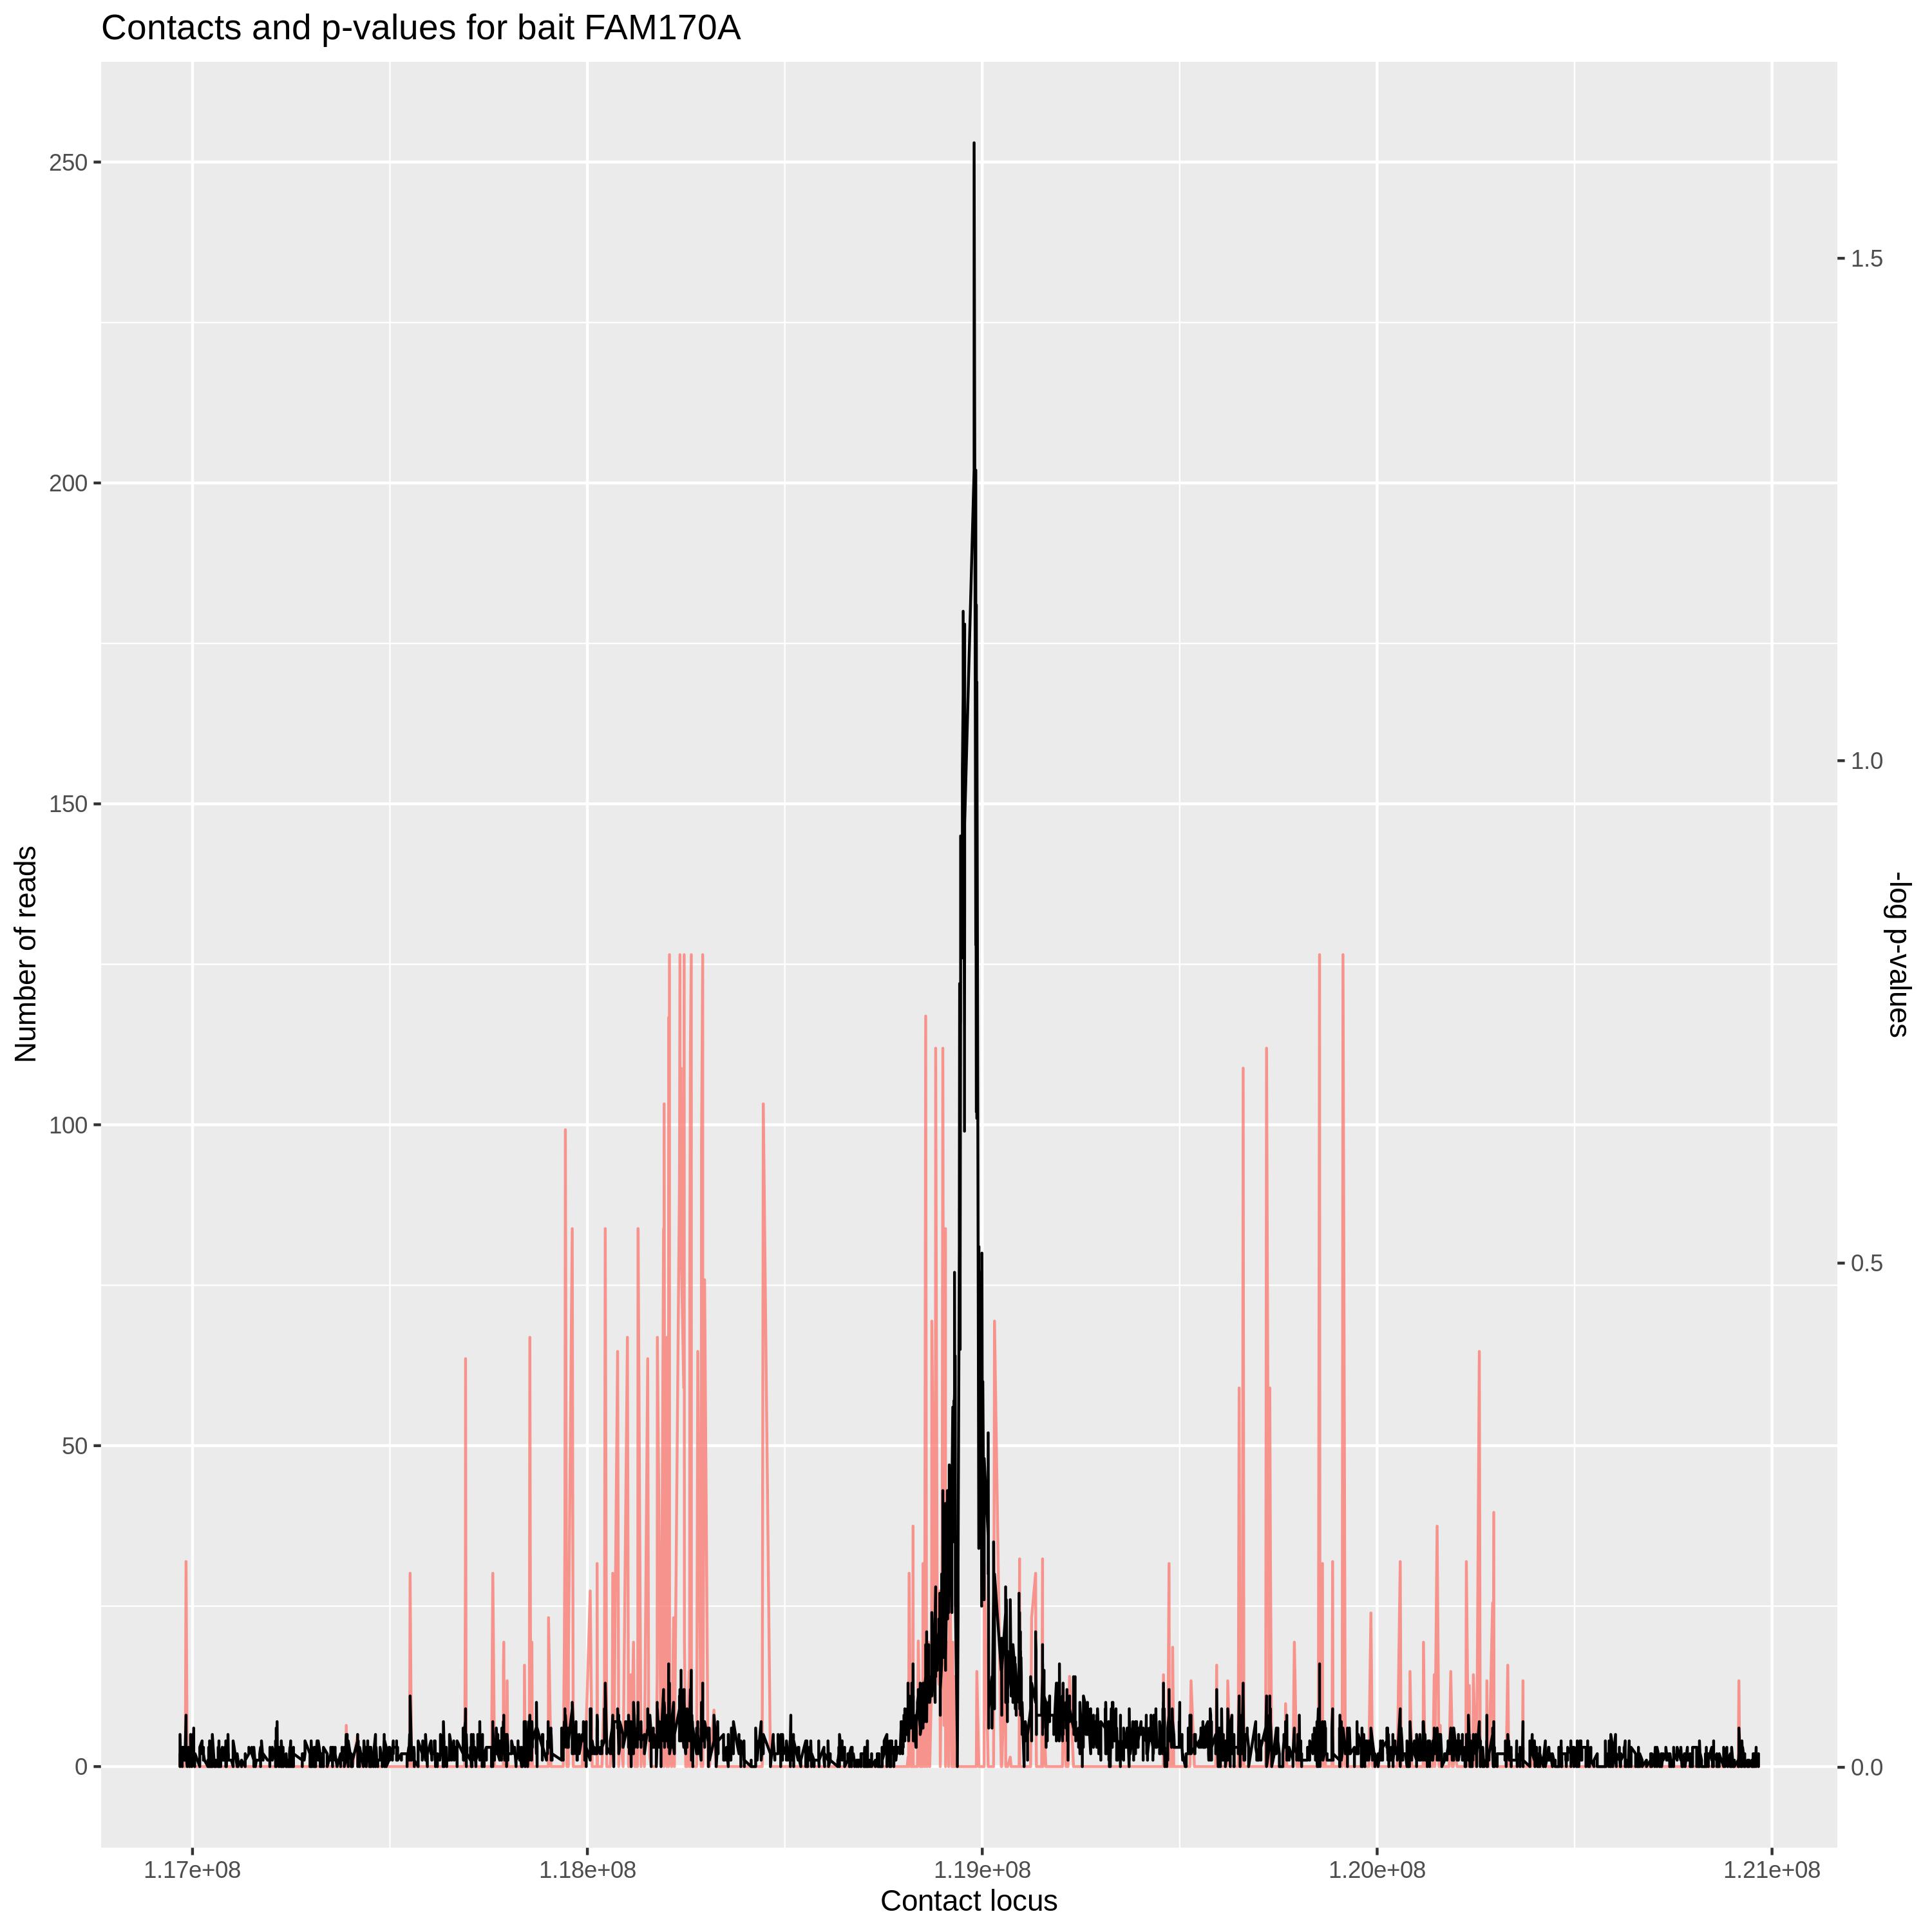 Contacts and p-values for bait FAM170A
250
200
150
100
50
0
Number of reads
1.5
1.0
0.5
0.0
-log p-values
1.17e+08
1.18e+08
1.19e+08
1.20e+08
1.21e+08
Contact locus